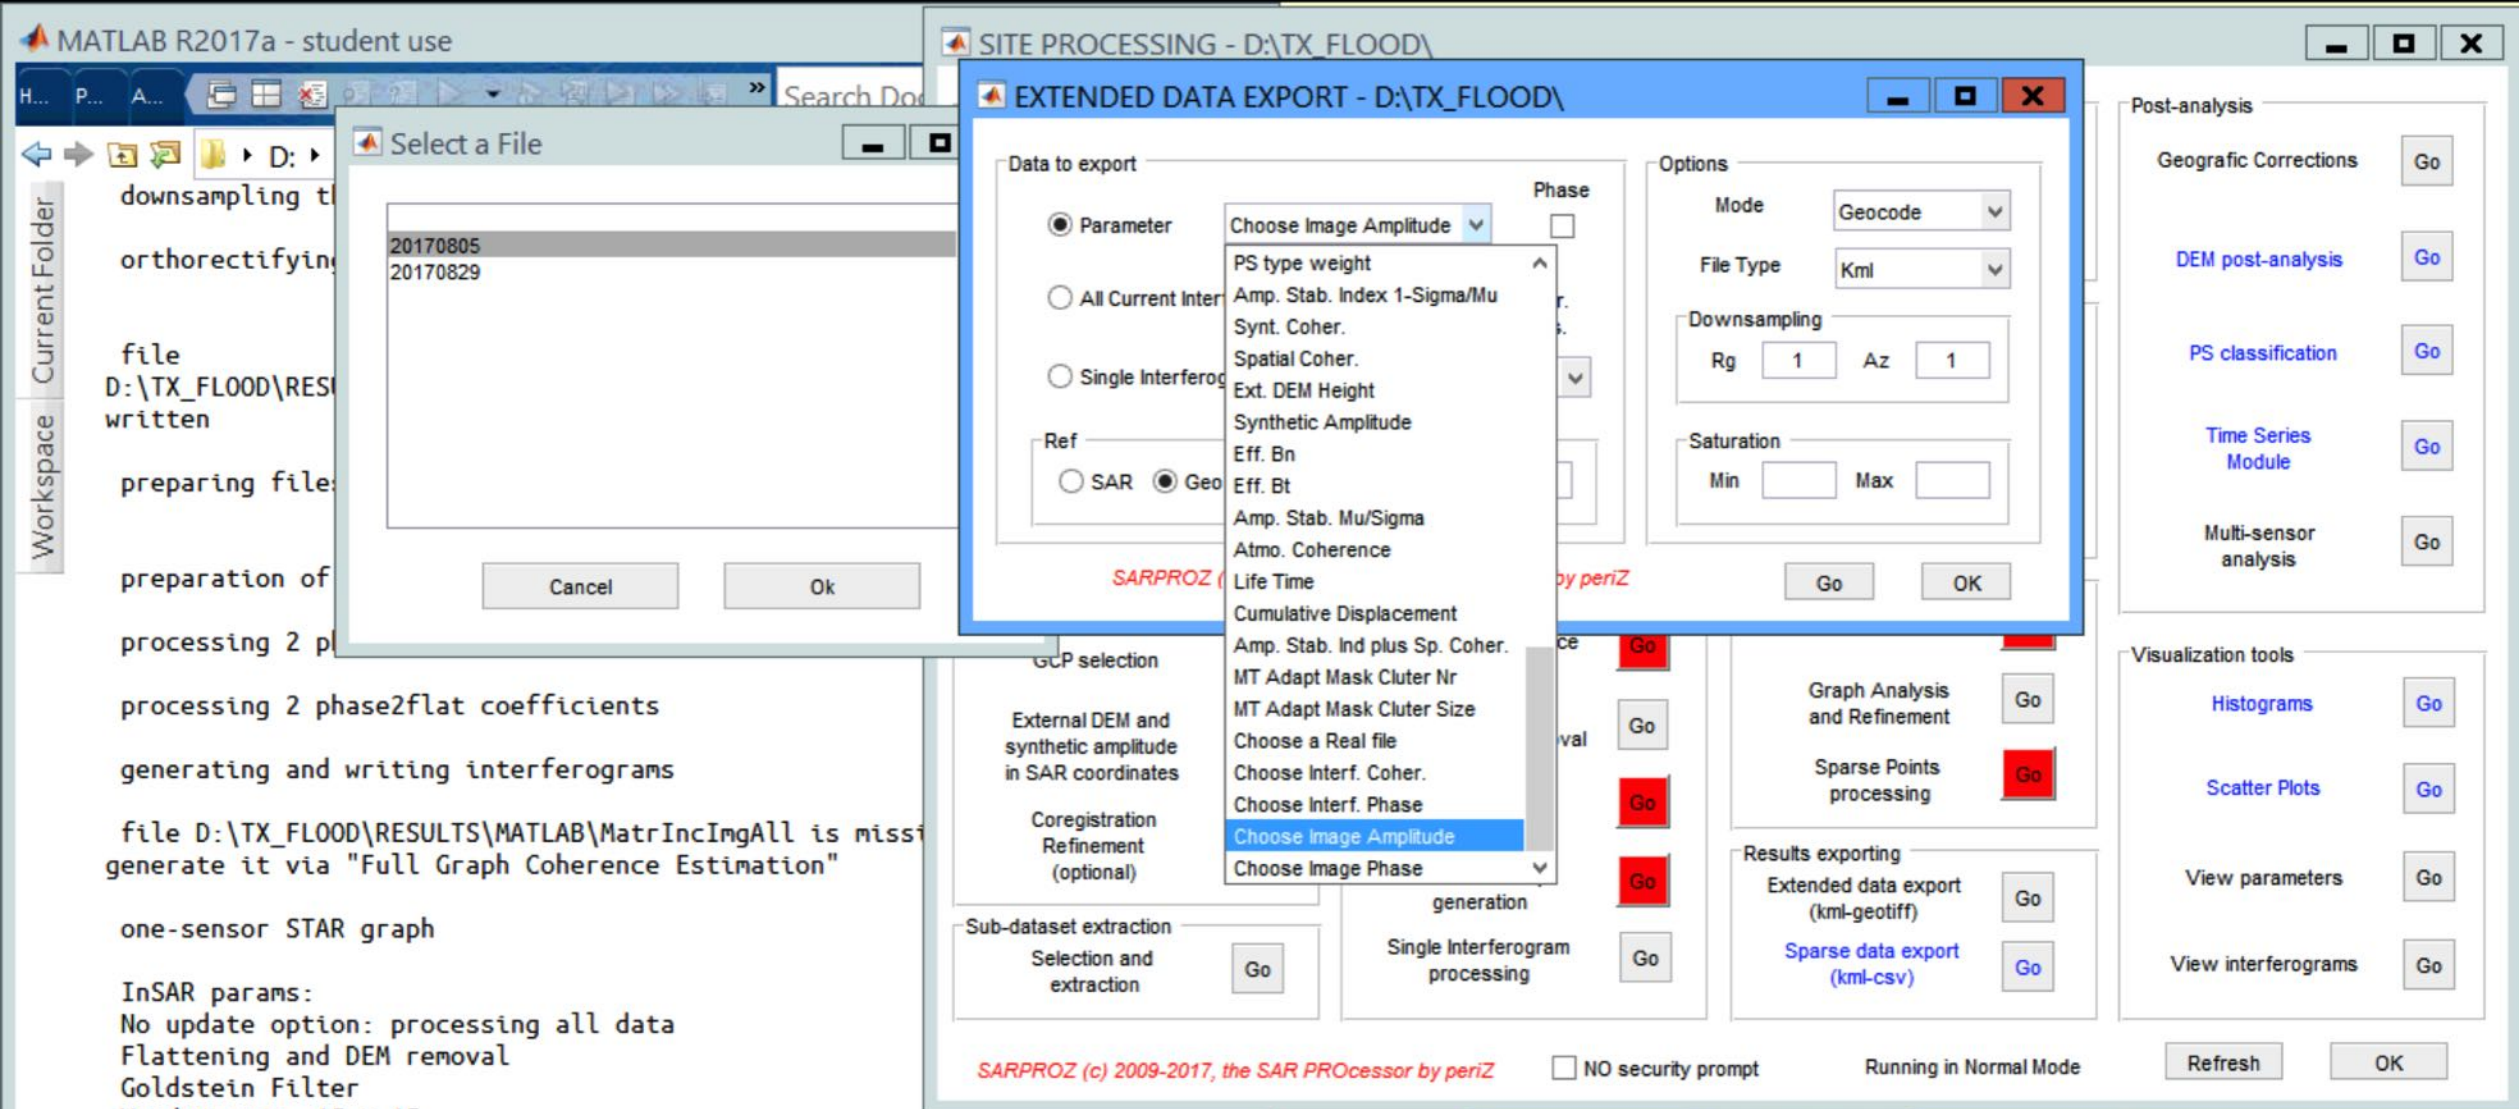 MATLAB R2017a - student use
H...
P...
A...
»
Search Doc
D:
Current Folder
Workspace
downsampling th
orthorectifying
file
D:\TX_FLOOD\RESU
written
preparing files
preparation of
processing 2 ph
processing 2 phase2flat coefficients
generating and writing interferograms
file D:\TX_FLOOD\RESULTS\MATLAB\MatrIncImgAll is missi
generate it via "Full Graph Coherence Estimation"
one-sensor STAR graph
InSAR params:
No update option: processing all data
Flattening and DEM removal
Goldstein Filter
Select a File
20170805
20170829
Cancel
Ok
SITE PROCESSING - D:\TX_FLOOD\
EXTENDED DATA EXPORT - D:\TX_FLOOD\
Data to export
Phase
Parameter
Choose Image Amplitude
All Current Inter
r.
s.
Single Interferog
Ref
SAR
Geo
PS type weight
Amp. Stab. Index 1-Sigma/Mu
Synt. Coher.
Spatial Coher.
Ext. DEM Height
Synthetic Amplitude
Eff. Bn
Eff. Bt
Amp. Stab. Mu/Sigma
Atmo. Coherence
Life Time
Cumulative Displacement
Amp. Stab. Ind plus Sp. Coher.
MT Adapt Mask Cluter Nr
MT Adapt Mask Cluter Size
Choose a Real file
Choose Interf. Coher.
Choose Interf. Phase
Choose Image Amplitude
Choose Image Phase
SARPROZ (
by periZ
Options
Mode
Geocode
File Type
Kml
Downsampling
Rg
1
Az
1
Saturation
Min
Max
Go
OK
GCP selection
External DEM and
synthetic amplitude
in SAR coordinates
Coregistration
Refinement
(optional)
Sub-dataset extraction
Selection and
extraction
Go
ce
Go
val
Go
Go
Go
generation
Single Interferogram
processing
Go
Graph Analysis
and Refinement
Go
Sparse Points
processing
Go
Results exporting
Extended data export
(kml-geotiff)
Go
Sparse data export
(kml-csv)
Go
Post-analysis
Geografic Corrections
Go
DEM post-analysis
Go
PS classification
Go
Time Series
Module
Go
Multi-sensor
analysis
Go
Visualization tools
Histograms
Go
Scatter Plots
Go
View parameters
Go
View interferograms
Go
SARPROZ (c) 2009-2017, the SAR PROcessor by periZ
NO security prompt
Running in Normal Mode
Refresh
OK